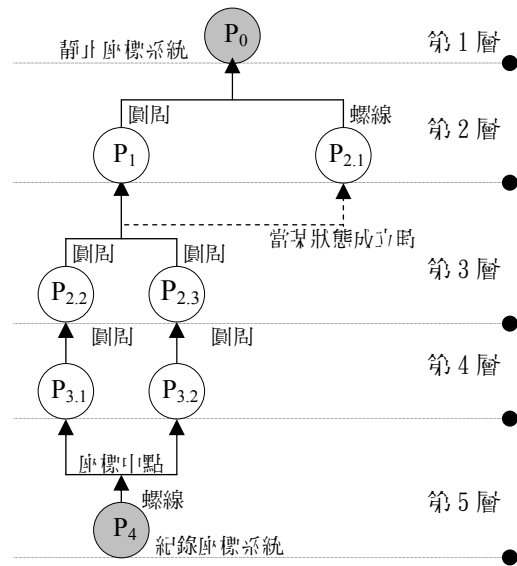 P0
靜止座標系統
第 1 層
圓周
螺線
第 2 層
P1
P2.1
當某狀態成立時
圓周
圓周
第 3 層
P2.2
P2.3
圓周
圓周
第 4 層
P3.1
P3.2
座標中點
螺線
第 5 層
P4
紀錄座標系統